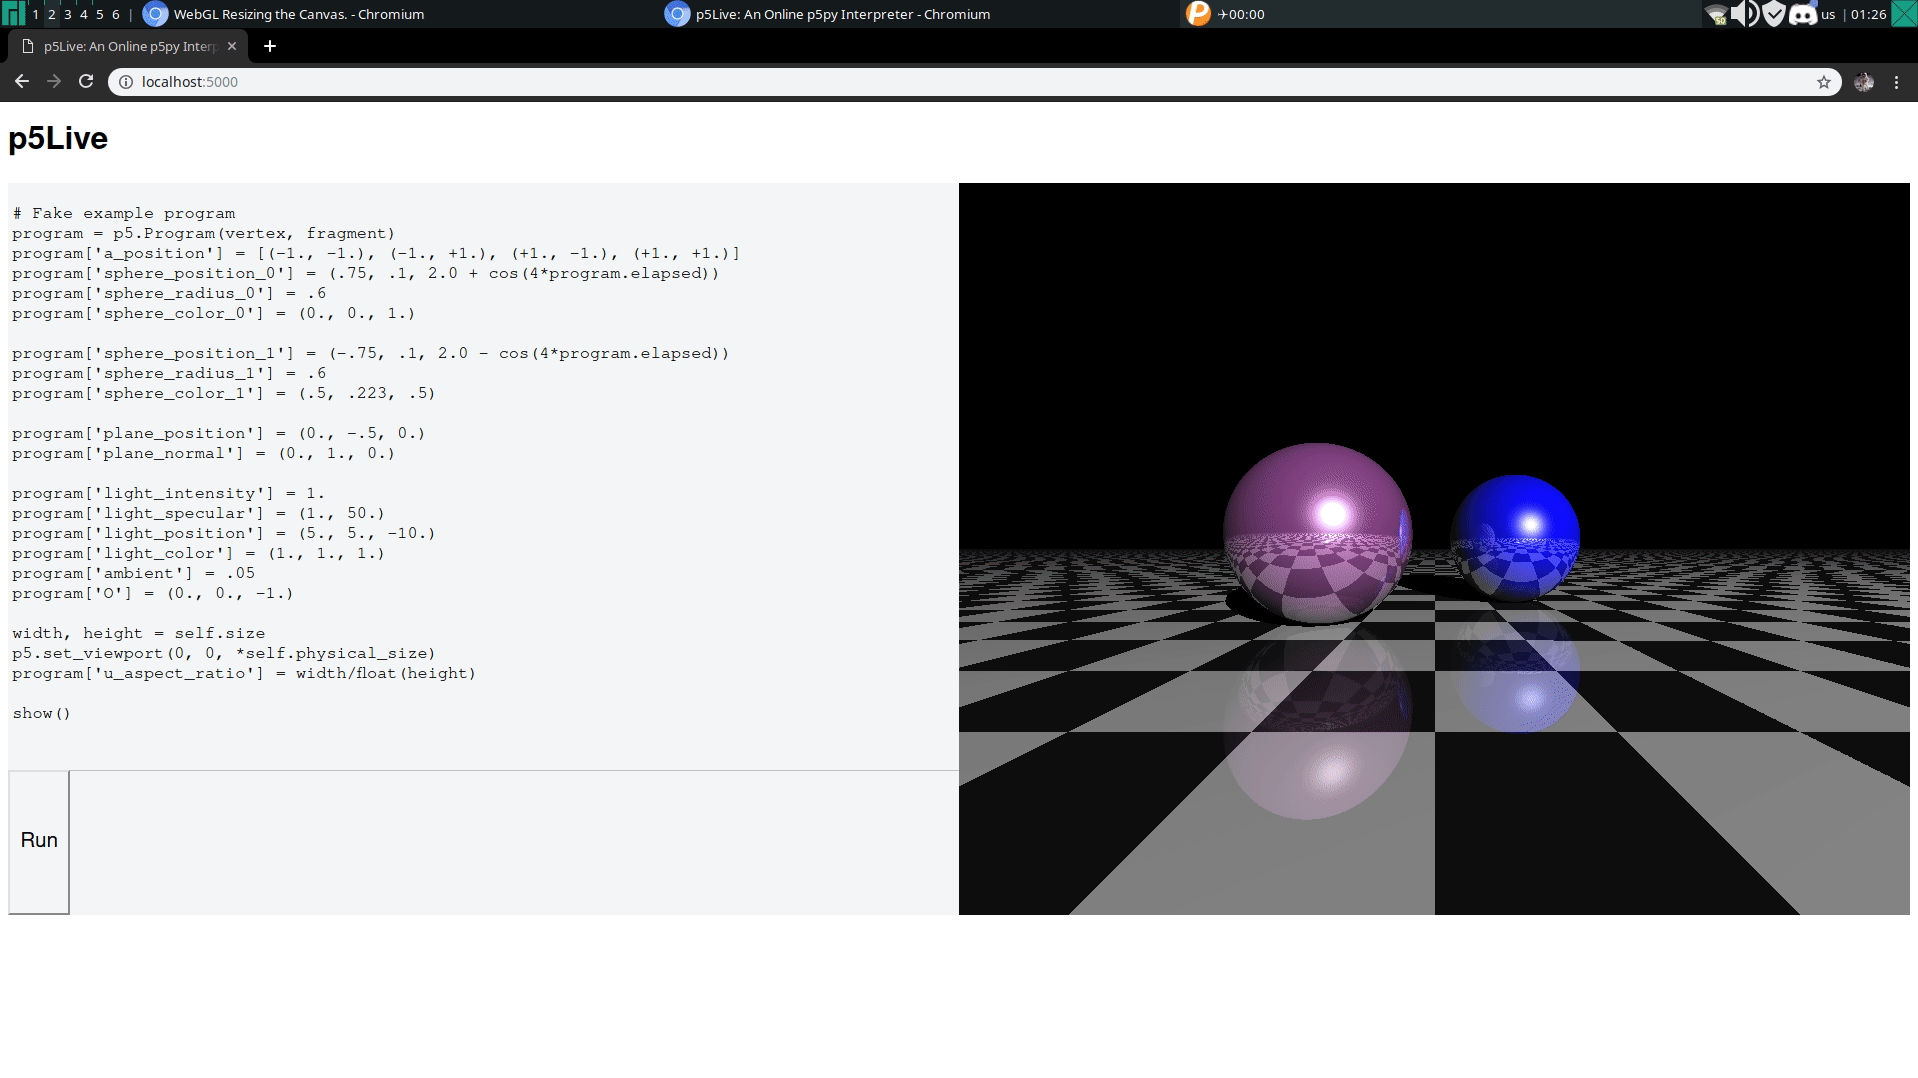 1 2 3 4 5 6 | WebGL Resizing the Canvas. - Chromium p5Live: An Online p5py Interpreter - Chromium ✈00:00 us | 01:26
p5Live: An Online p5py Interp
localhost:5000
p5Live
# Fake example program
program = p5.Program(vertex, fragment)
program['a_position'] = [(-1., -1.), (-1., +1.), (+1., -1.), (+1., +1.)]
program['sphere_position_0'] = (.75, .1, 2.0 + cos(4*program.elapsed))
program['sphere_radius_0'] = .6
program['sphere_color_0'] = (0., 0., 1.)
program['sphere_position_1'] = (-.75, .1, 2.0 - cos(4*program.elapsed))
program['sphere_radius_1'] = .6
program['sphere_color_1'] = (.5, .223, .5)
program['plane_position'] = (0., -.5, 0.)
program['plane_normal'] = (0., 1., 0.)
program['light_intensity'] = 1.
program['light_specular'] = (1., 50.)
program['light_position'] = (5., 5., -10.)
program['light_color'] = (1., 1., 1.)
program['ambient'] = .05
program['O'] = (0., 0., -1.)
width, height = self.size
p5.set_viewport(0, 0, *self.physical_size)
program['u_aspect_ratio'] = width/float(height)
show()
Run